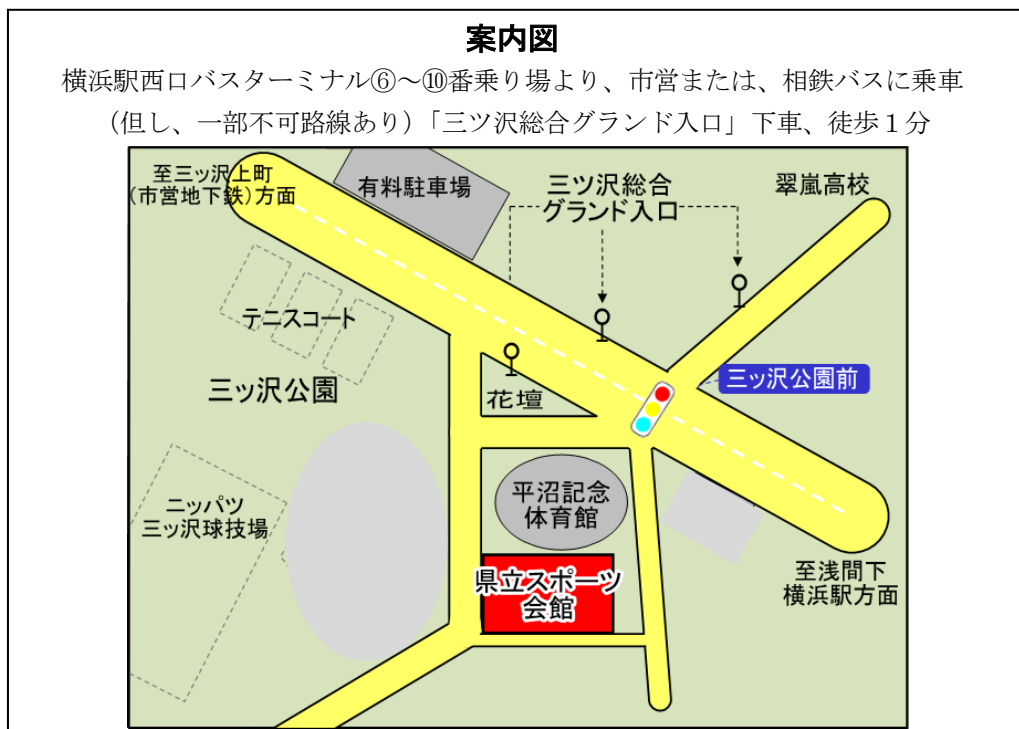 案内図
横浜駅西口バスターミナル⑥～⑩番乗り場より、市営または、相鉄バスに乗車
（但し、一部不可路線あり）「三ツ沢総合グランド入口」下車、徒歩１分
至三ッ沢上町
(市営地下鉄)方面
有料駐車場
三ツ沢総合
グランド入口
翠嵐高校
テニスコート
三ッ沢公園
花壇
三ッ沢公園前
ニッパツ
三ッ沢球技場
平沼記念
体育館
県立スポーツ
会館
至浅間下
横浜駅方面